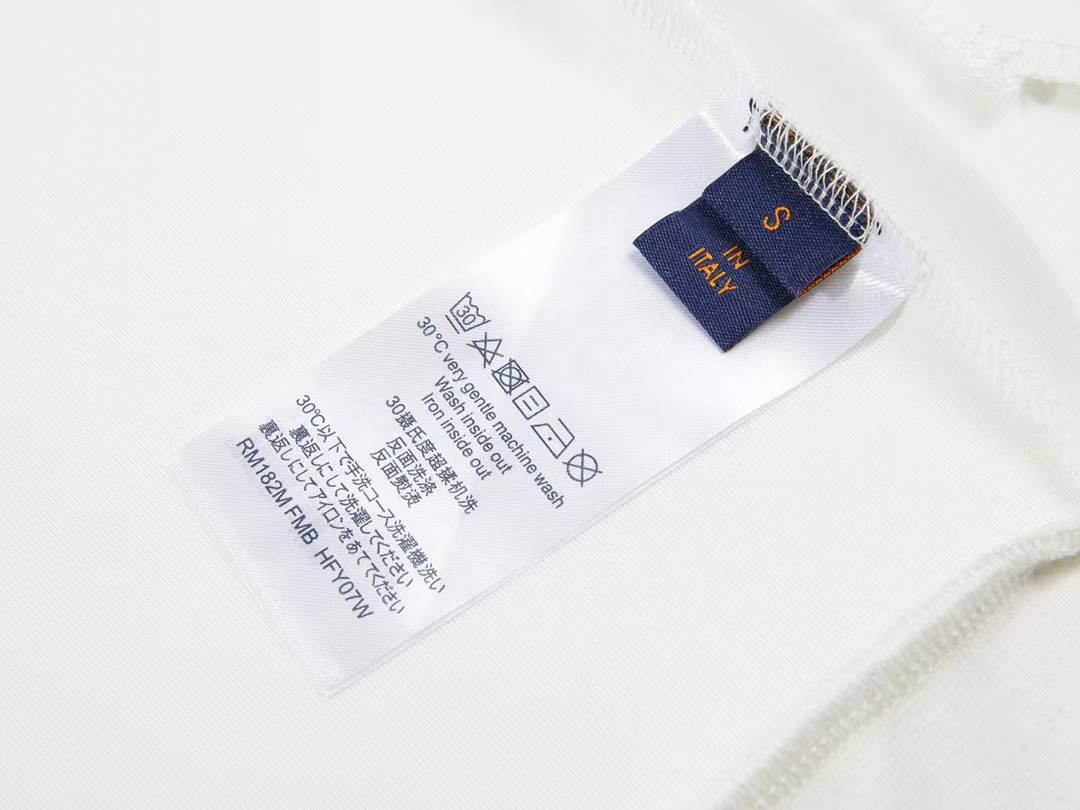 S
IN
ITALY
30
30°C very gentle machine wash
Wash inside out
Iron inside out
30摄氏度超揉机洗
反面洗涤
反面熨烫
30℃以下で手洗コース洗濯機洗い
裏返しにして洗濯してください
裏返しにしてアイロンをあててください
RM182M FMB HFY07W